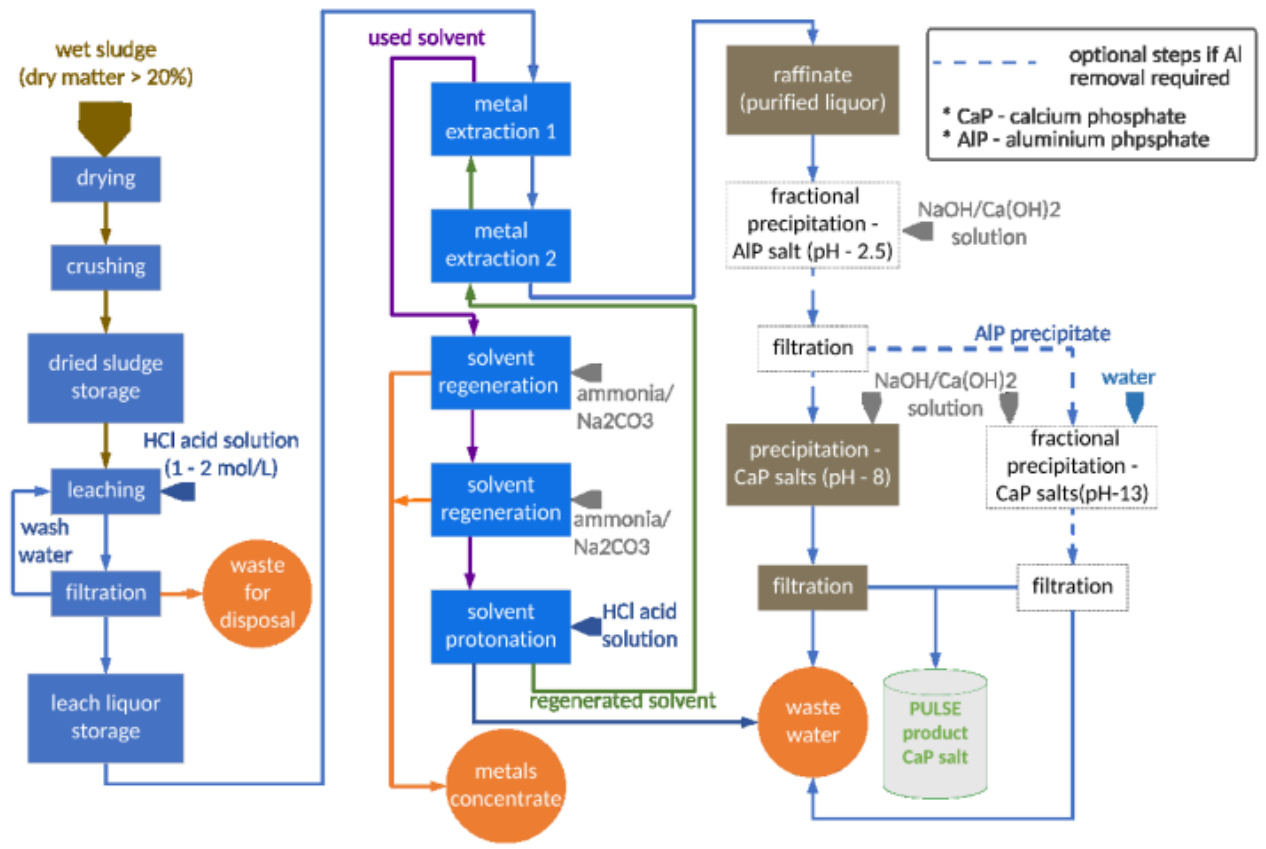 wet sludge
(dry matter > 20%)
drying
crushing
dried sludge
storage
HCl acid solution
(1 - 2 mol/L)
leaching
wash
water
filtration
waste
for
disposal
leach liquor
storage
used solvent
metal
extraction 1
metal
extraction 2
solvent
regeneration
ammonia/
Na2CO3
solvent
regeneration
ammonia/
Na2CO3
solvent
protonation
HCl acid
solution
regenerated solvent
metals
concentrate
raffinate
(purified liquor)
fractional
precipitation -
AlP salt (pH - 2.5)
NaOH/Ca(OH)2
solution
filtration
AlP precipitate
NaOH/Ca(OH)2
solution
water
precipitation -
CaP salts (pH - 8)
fractional
precipitation -
CaP salts(pH-13)
filtration
filtration
waste
water
PULSE
product
CaP salt
optional steps if Al
removal required
* CaP - calcium phosphate
* AlP - aluminium phpsphate